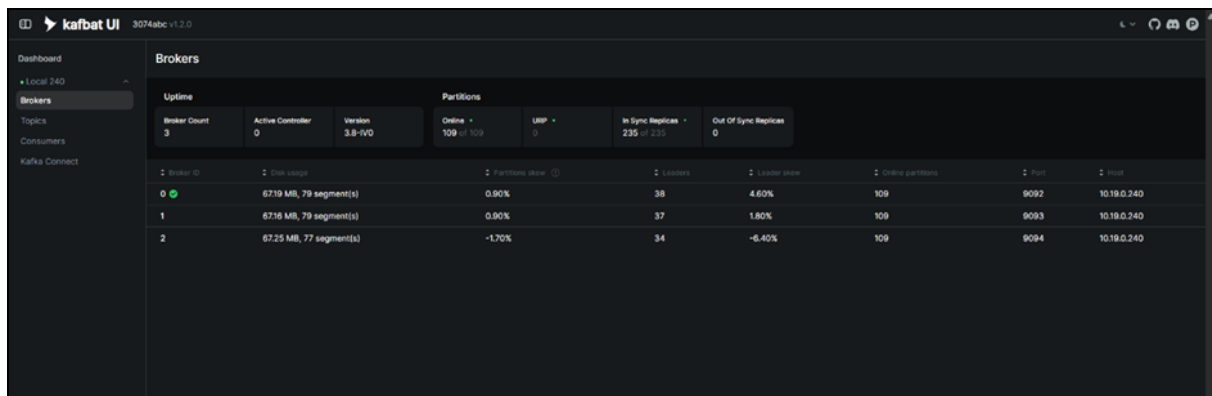 kafbat UI 3074abc v1.2.0
Dashboard
Local 240
Brokers
Topics
Consumers
Kafka Connect
Brokers
Uptime
Broker Count
3
Active Controller
0
Version
3.8-IV0
Partitions
Online
109 of 109
URP
0
In Sync Replicas
235 of 235
Out Of Sync Replicas
0
Broker ID Disk usage Partitions skew ? Leaders Leader skew Online partitions Port Host
0 67.19 MB, 79 segment(s) 0.90% 38 4.60% 109 9092 10.19.0.240
1 67.16 MB, 79 segment(s) 0.90% 37 1.80% 109 9093 10.19.0.240
2 67.25 MB, 77 segment(s) -1.70% 34 -6.40% 109 9094 10.19.0.240